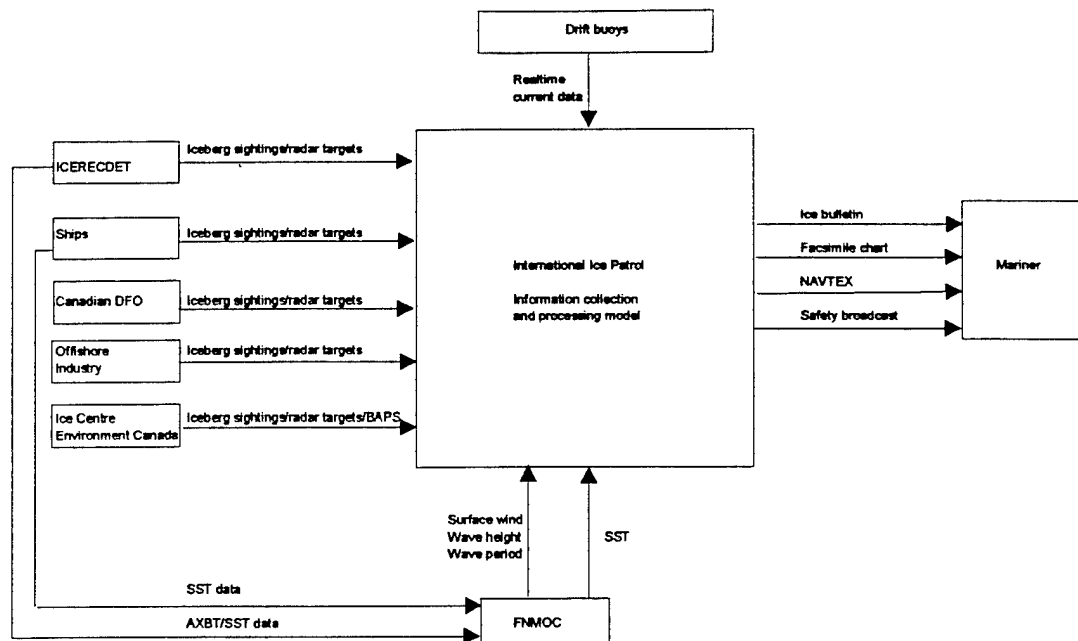 Drift buoys
Realtime
current data
ICERECDET
Iceberg sightings/radar targets
Ships
Iceberg sightings/radar targets
Canadian DFO
Iceberg sightings/radar targets
Offishore
Industry
Iceberg sightings/radar targets
Ice Centre
Environment Canada
Iceberg sightings/radar targets/BAPS
International Ice Patrol
Information collection
and processing model
Ice bulletin
Facsimile chart
NAVTEX
Safety broadcast
Mariner
Surface wind
Wave height
Wave period
SST
SST data
AXBT/SST data
FNMOC